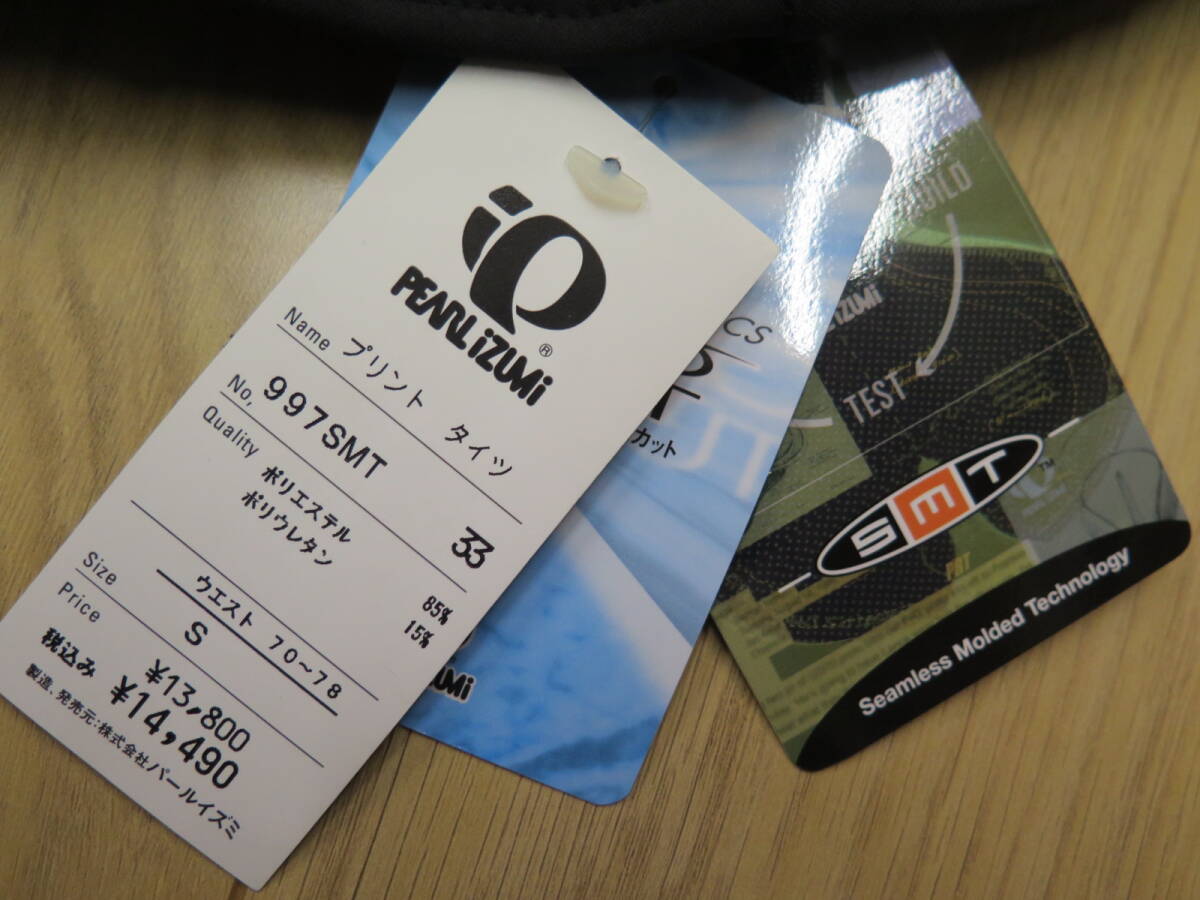 PEARL iZUMi®
Name プリント タイツ
No, 997SMT 33
Quality ポリエステル 85%
ポリウレタン 15%
ウエスト 70~78
Size S
Price ¥13,800
税込み ¥14,490
製造、発売元:株式会社パールイズミ
CS
カット
iZUMi
TEST
SMT™
Seamless Molded Technology